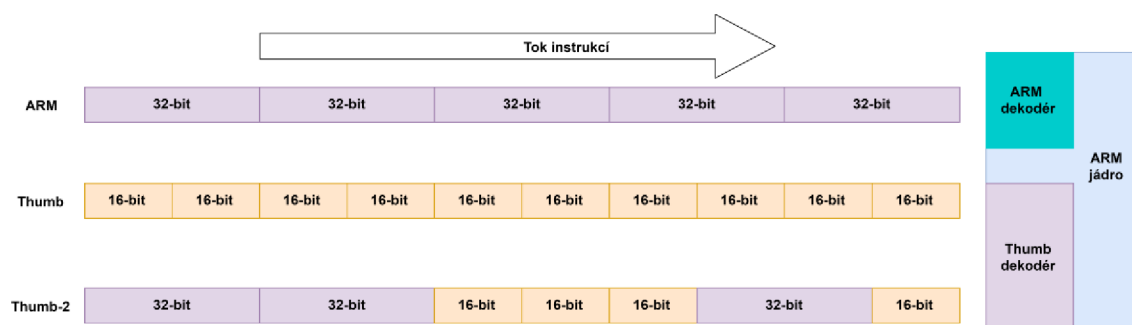 Tok instrukcí
ARM 32-bit 32-bit 32-bit 32-bit 32-bit
Thumb 16-bit 16-bit 16-bit 16-bit 16-bit 16-bit 16-bit 16-bit 16-bit 16-bit
Thumb-2 32-bit 32-bit 16-bit 16-bit 16-bit 32-bit 16-bit
ARM
dekodér
ARM
jádro
Thumb
dekodér